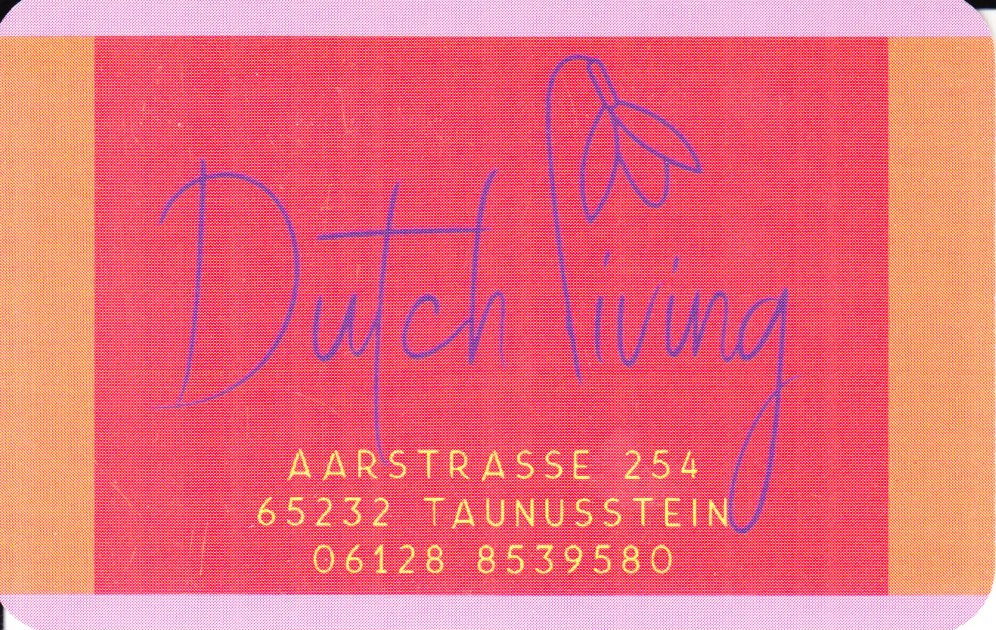 Dutch living
AARSTRASSE 254
65232 TAUNUSSTEIN
06128 8539580